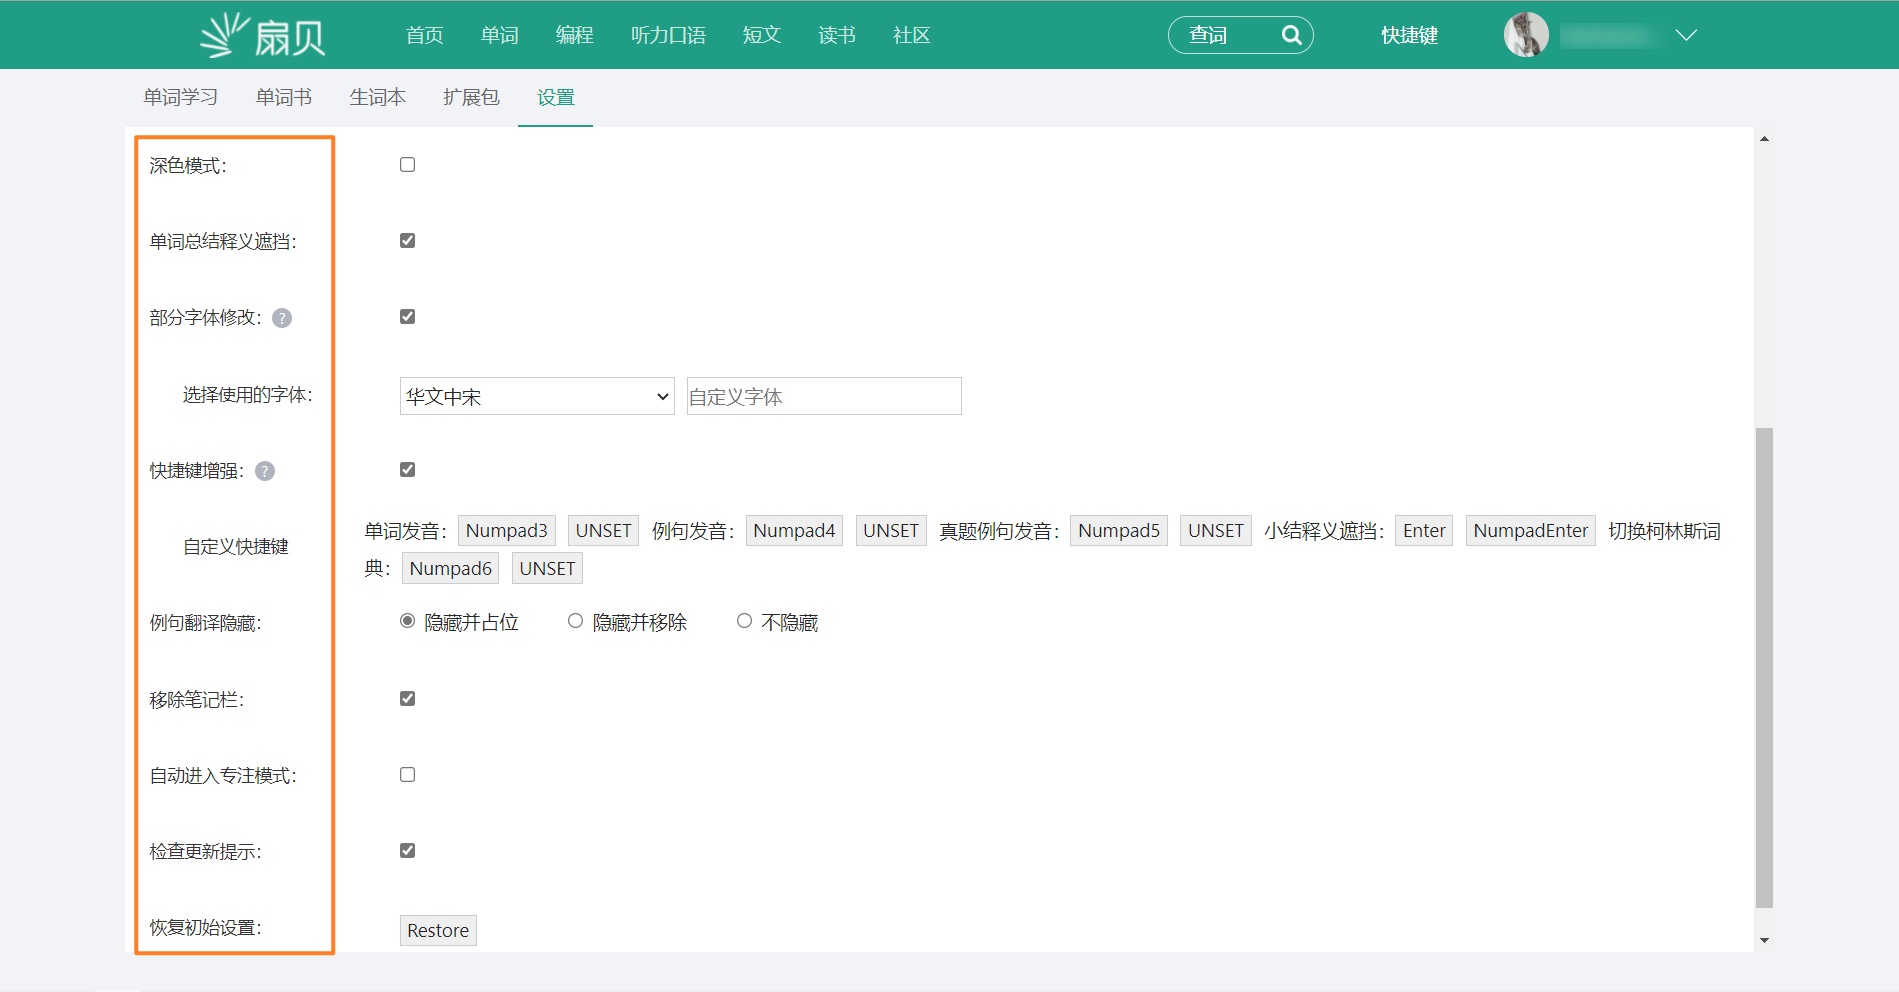 扇贝 首页 单词 编程 听力口语 短文 读书 社区 查词 快捷键
单词学习 单词书 生词本 扩展包 设置
深色模式：
单词总结释义遮挡：
部分字体修改： ?
选择使用的字体： 华文中宋 自定义字体
快捷键增强： ?
自定义快捷键
单词发音： Numpad3 UNSET 例句发音： Numpad4 UNSET 真题例句发音： Numpad5 UNSET 小结释义遮挡： Enter NumpadEnter 切换柯林斯词
典： Numpad6 UNSET
例句翻译隐藏： 隐藏并占位 隐藏并移除 不隐藏
移除笔记栏：
自动进入专注模式：
检查更新提示：
恢复初始设置： Restore